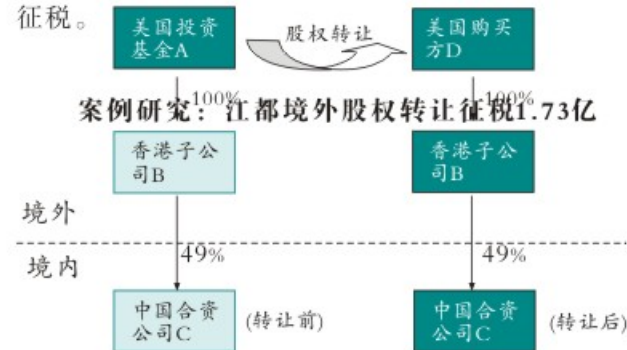 征税。
美国投资
基金A
股权转让
美国购买
方D
100%
100%
案例研究：江都境外股权转让征税1.73亿
香港子公
司B
香港子公
司B
境外
49%
49%
境内
中国合资
公司C
(转让前)
中国合资
公司C
(转让后)